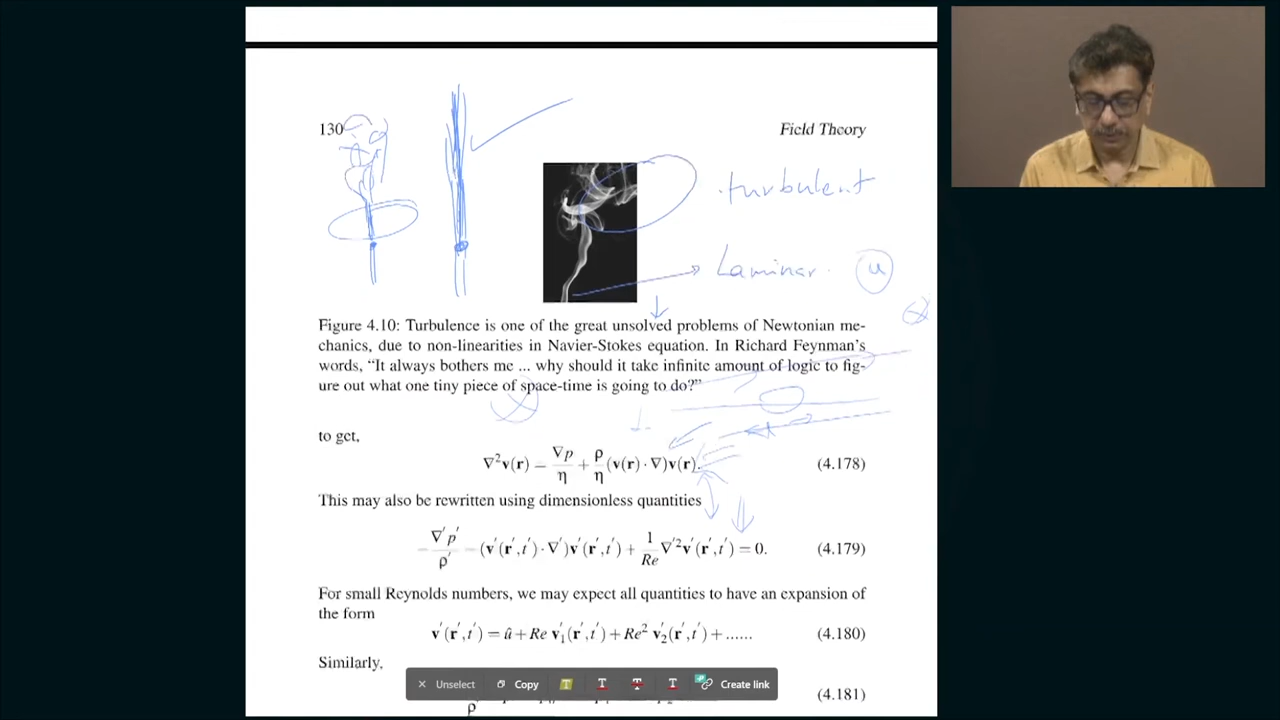 130
Field Theory
turbulent
Laminar.
u
Figure 4.10: Turbulence is one of the great unsolved problems of Newtonian me-
chanics, due to non-linearities in Navier-Stokes equation. In Richard Feynman's
words, “It always bothers me ... why should it take infinite amount of logic to fig-
ure out what one tiny piece of space-time is going to do?”
to get,
∇²v(r) = ∇p/η + ρ/η (v(r) · ∇)v(r). (4.178)
This may also be rewritten using dimensionless quantities
− ∇′p′/ρ′ − (v′(r′,t′) · ∇′)v′(r′,t′) + 1/Re ∇′²v′(r′,t′) = 0. (4.179)
For small Reynolds numbers, we may expect all quantities to have an expansion of
the form
v′(r′,t′) = û + Re v′₁(r′,t′) + Re² v′₂(r′,t′) + ...... (4.180)
Similarly,
× Unselect Copy T T T T Create link
(4.181)
ρ′